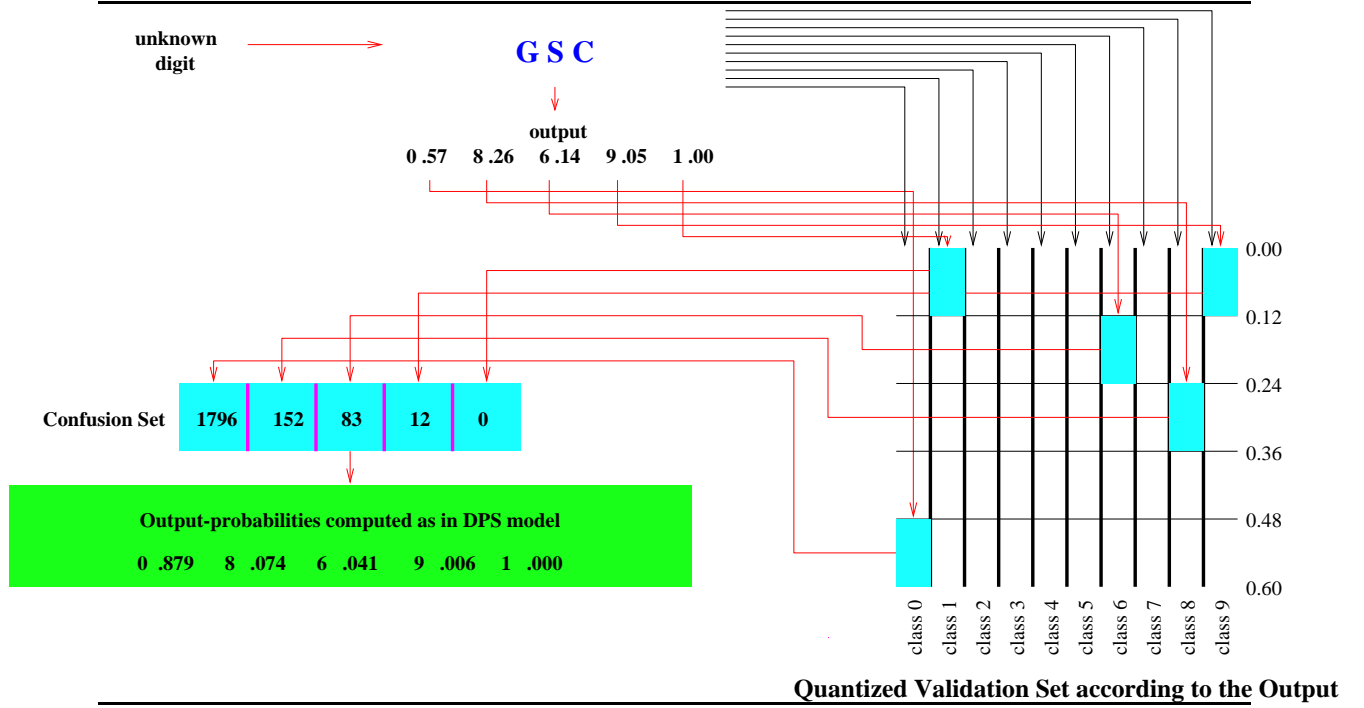 unknown
digit
G S C
output
0 .57 8 .26 6 .14 9 .05 1 .00
0.00
0.12
0.24
0.36
0.48
0.60
Confusion Set 1796 152 83 12 0
Output-probabilities computed as in DPS model
0 .879 8 .074 6 .041 9 .006 1 .000
class 0
class 1
class 2
class 3
class 4
class 5
class 6
class 7
class 8
class 9
Quantized Validation Set according to the Output